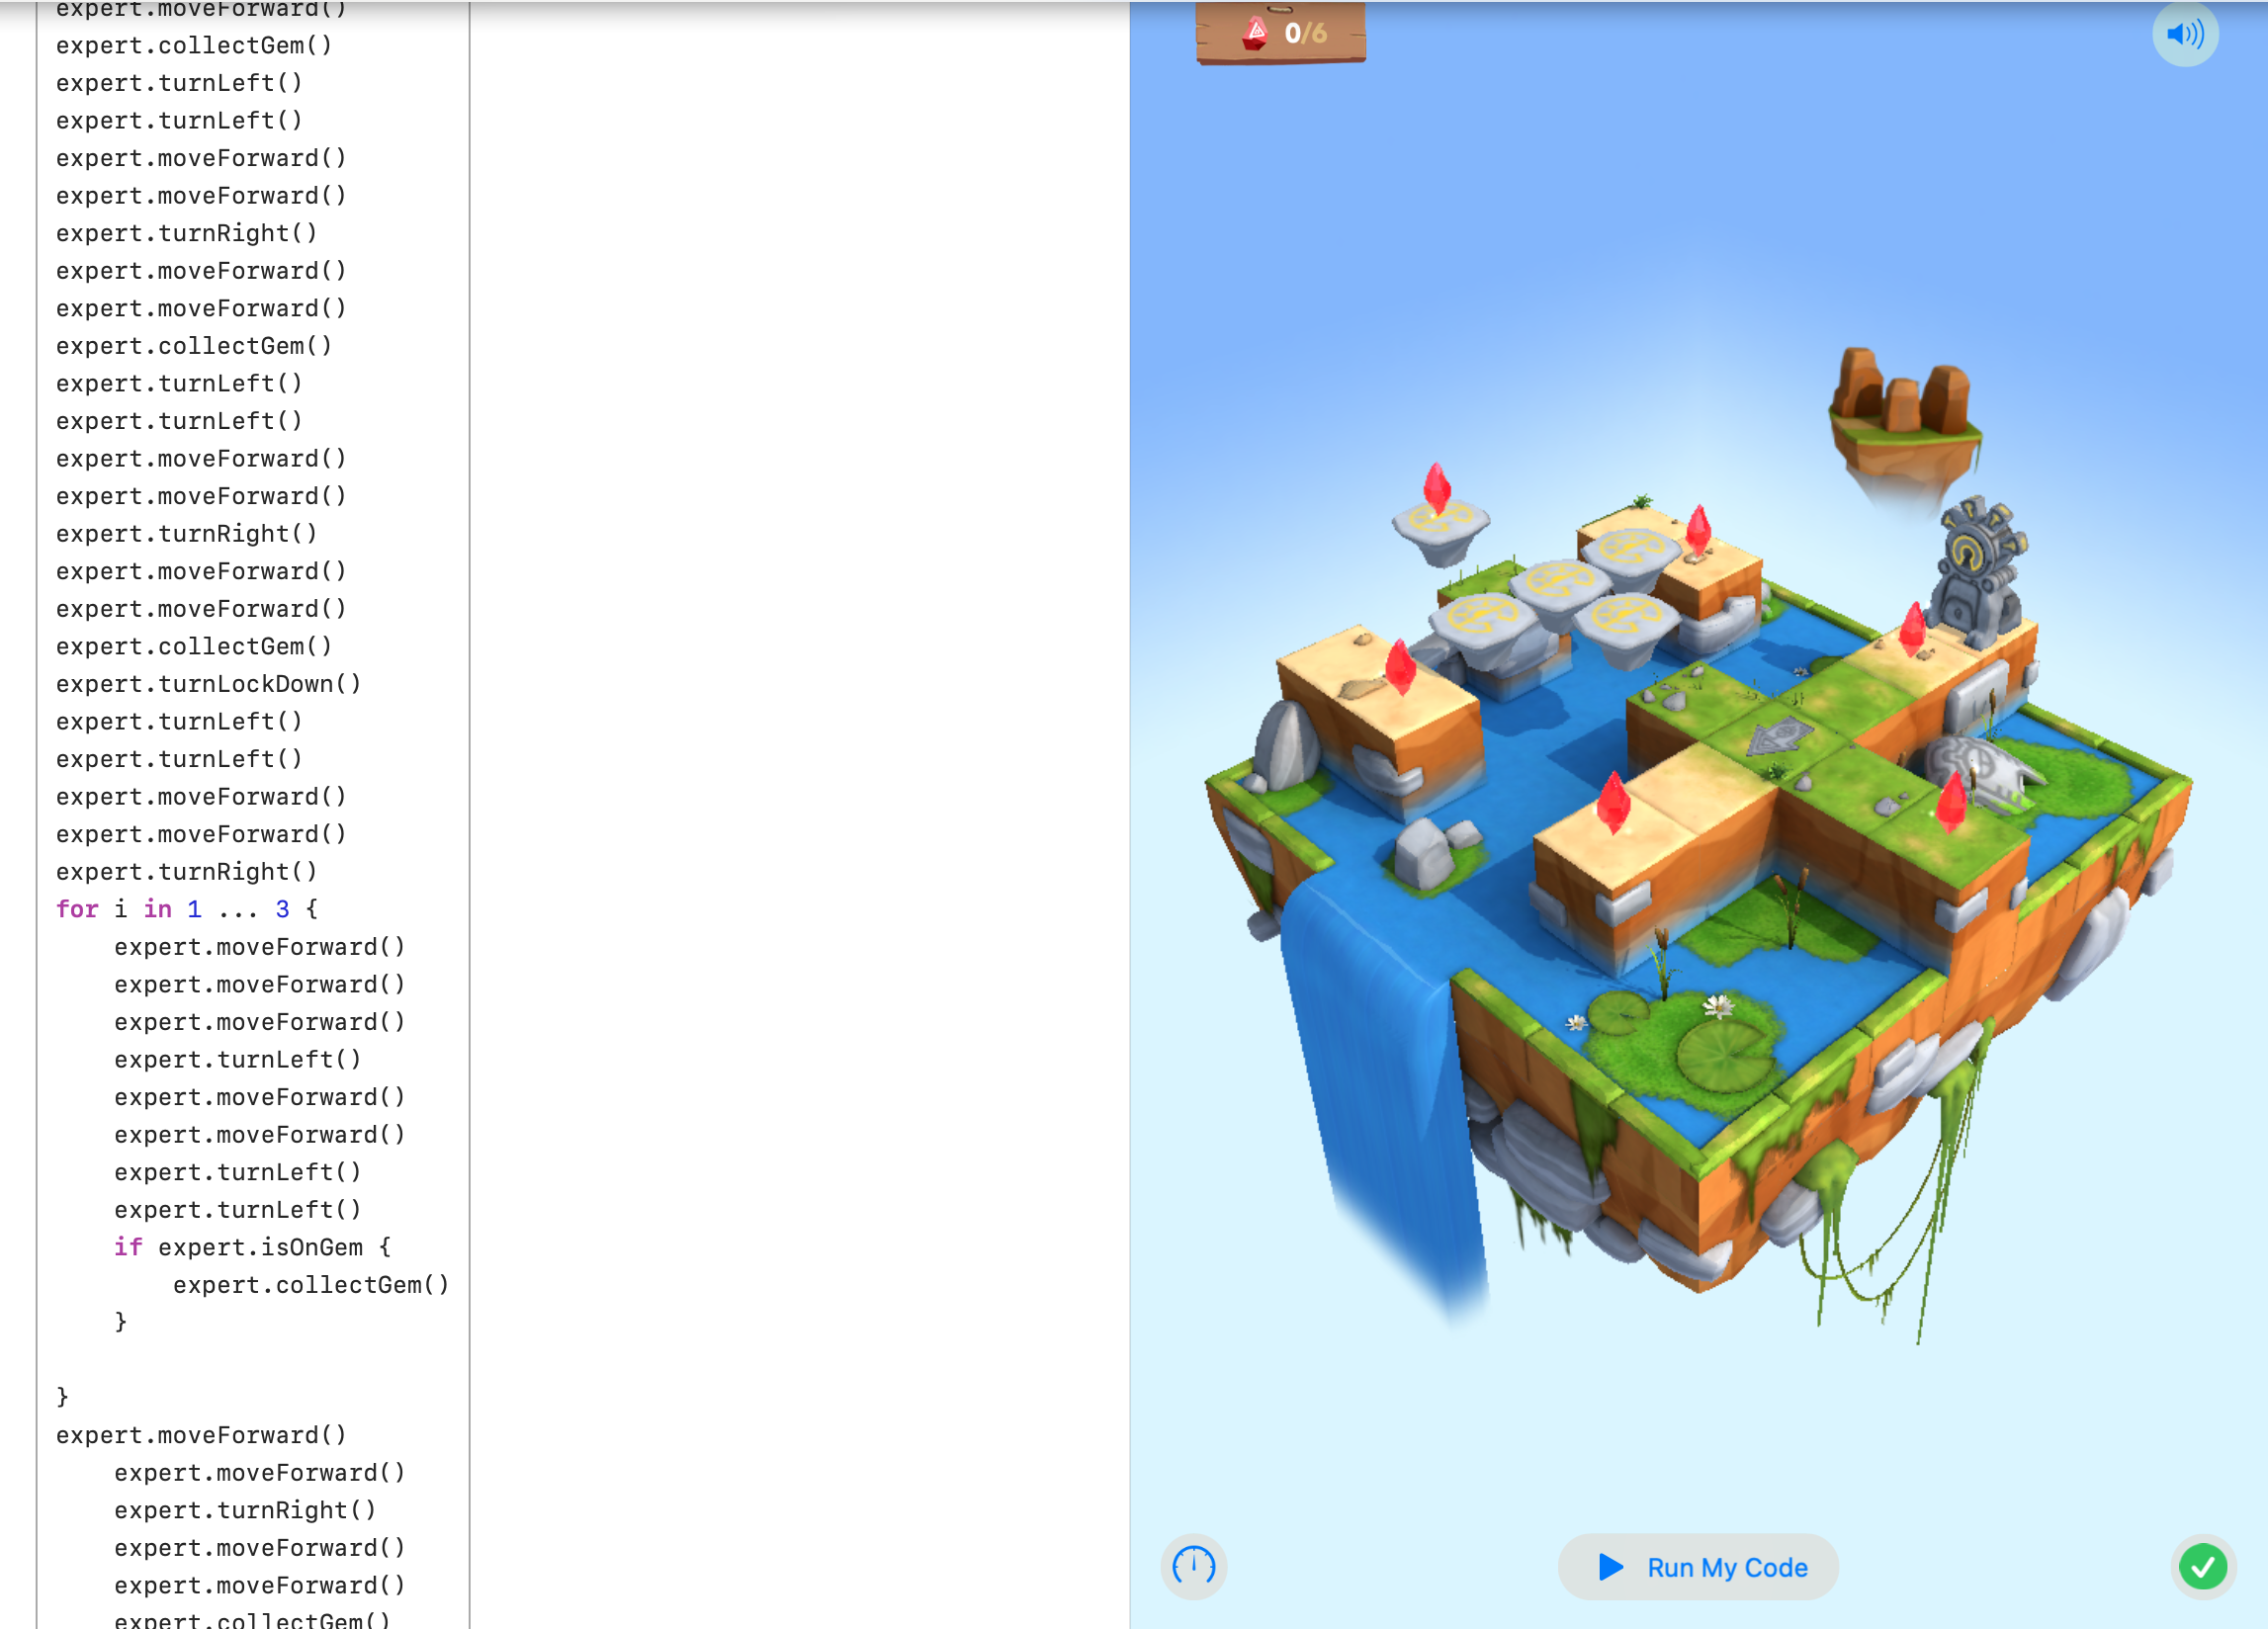 expert.moveForward()
expert.collectGem()
expert.turnLeft()
expert.turnLeft()
expert.moveForward()
expert.moveForward()
expert.turnRight()
expert.moveForward()
expert.moveForward()
expert.collectGem()
expert.turnLeft()
expert.turnLeft()
expert.moveForward()
expert.moveForward()
expert.turnRight()
expert.moveForward()
expert.moveForward()
expert.collectGem()
expert.turnLockDown()
expert.turnLeft()
expert.turnLeft()
expert.moveForward()
expert.moveForward()
expert.turnRight()
for i in 1 ... 3 {
    expert.moveForward()
    expert.moveForward()
    expert.moveForward()
    expert.turnLeft()
    expert.moveForward()
    expert.moveForward()
    expert.turnLeft()
    expert.turnLeft()
    if expert.isOnGem {
        expert.collectGem()
    }
}
expert.moveForward()
    expert.moveForward()
    expert.turnRight()
    expert.moveForward()
    expert.moveForward()
    expert.collectGem()
0/6
Run My Code